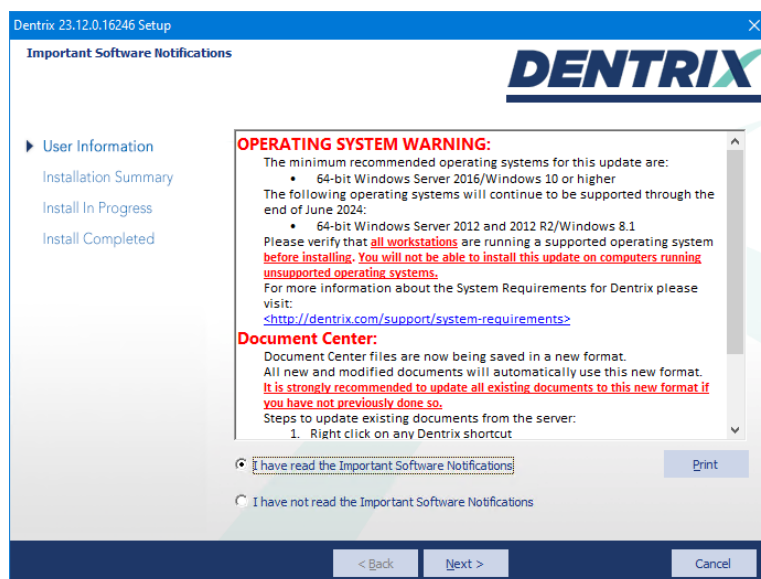 Dentrix 23.12.0.16246 Setup
Important Software Notifications
DENTRIX
User Information
Installation Summary
Install In Progress
Install Completed
OPERATING SYSTEM WARNING:
The minimum recommended operating systems for this update are:
• 64-bit Windows Server 2016/Windows 10 or higher
The following operating systems will continue to be supported through the
end of June 2024:
• 64-bit Windows Server 2012 and 2012 R2/Windows 8.1
Please verify that all workstations are running a supported operating system
before installing. You will not be able to install this update on computers running
unsupported operating systems.
For more information about the System Requirements for Dentrix please
visit:
<http://dentrix.com/support/system-requirements>
Document Center:
Document Center files are now being saved in a new format.
All new and modified documents will automatically use this new format.
It is strongly recommended to update all existing documents to this new format if
you have not previously done so.
Steps to update existing documents from the server:
1. Right click on any Dentrix shortcut
I have read the Important Software Notifications
Print
I have not read the Important Software Notifications
< Back
Next >
Cancel